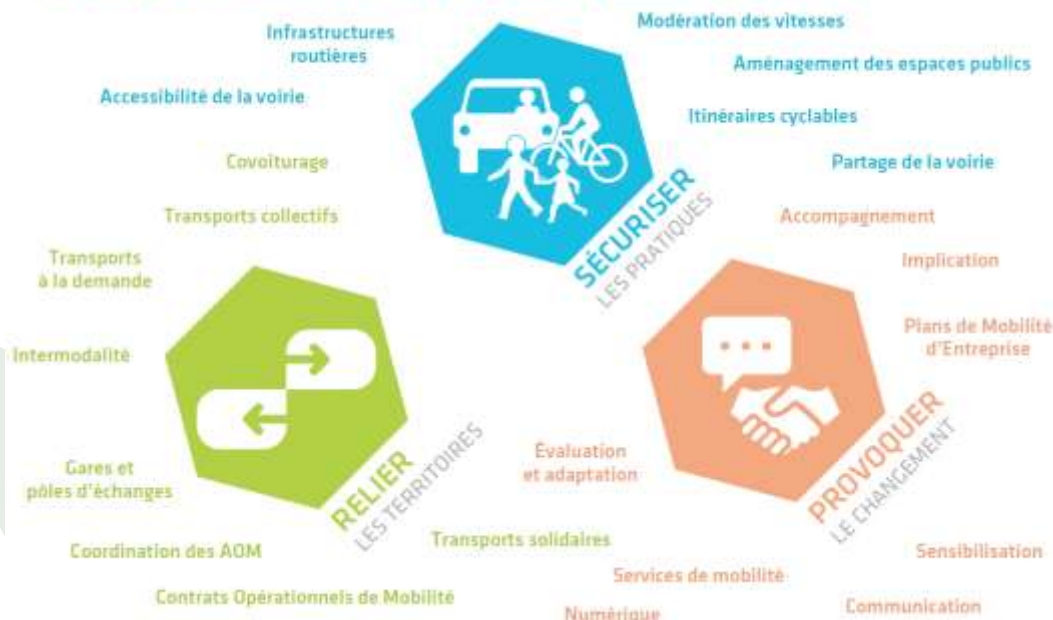 Modération des vitesses
Infrastructures
routières
Aménagement des espaces publics
Accessibilité de la voirie
Itinéraires cyclables
Covoiturage
Partage de la voirie
SÉCURISER
LES PRATIQUES
Transports collectifs
Accompagnement
Transports
à la demande
Implication
Intermodalité
Plans de Mobilité
d'Entreprise
RELIER
LES TERRITOIRES
PROVOQUER
LE CHANGEMENT
Évaluation
et adaptation
Gares et
pôles d'échanges
Coordination des AOM
Transports solidaires
Sensibilisation
Services de mobilité
Contrats Opérationnels de Mobilité
Numérique
Communication